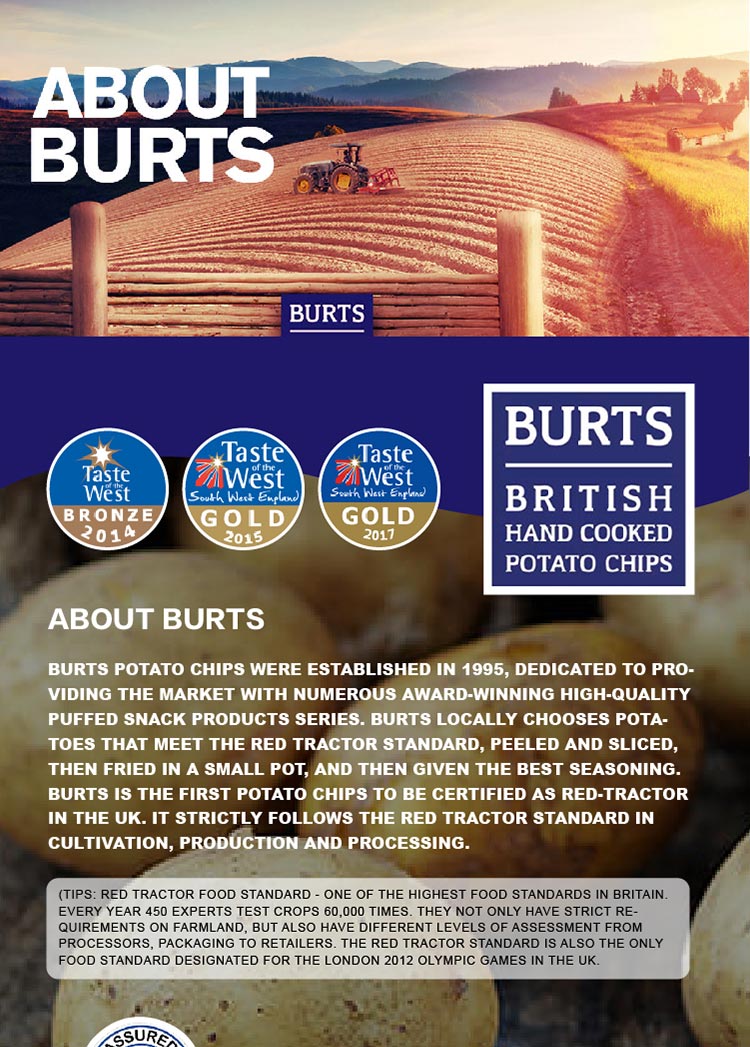 ABOUT
BURTS
BURTS
Taste
of the
West
BRONZE
2014
Taste
of the
West
South West England
GOLD
2015
Taste
of the
West
South West England
GOLD
2017
BURTS
BRITISH
HAND COOKED
POTATO CHIPS
ABOUT BURTS
BURTS POTATO CHIPS WERE ESTABLISHED IN 1995, DEDICATED TO PRO-
VIDING THE MARKET WITH NUMEROUS AWARD-WINNING HIGH-QUALITY
PUFFED SNACK PRODUCTS SERIES. BURTS LOCALLY CHOOSES POTA-
TOES THAT MEET THE RED TRACTOR STANDARD, PEELED AND SLICED,
THEN FRIED IN A SMALL POT, AND THEN GIVEN THE BEST SEASONING.
BURTS IS THE FIRST POTATO CHIPS TO BE CERTIFIED AS RED-TRACTOR
IN THE UK. IT STRICTLY FOLLOWS THE RED TRACTOR STANDARD IN
CULTIVATION, PRODUCTION AND PROCESSING.
(TIPS: RED TRACTOR FOOD STANDARD - ONE OF THE HIGHEST FOOD STANDARDS IN BRITAIN.
EVERY YEAR 450 EXPERTS TEST CROPS 60,000 TIMES. THEY NOT ONLY HAVE STRICT RE-
QUIREMENTS ON FARMLAND, BUT ALSO HAVE DIFFERENT LEVELS OF ASSESSMENT FROM
PROCESSORS, PACKAGING TO RETAILERS. THE RED TRACTOR STANDARD IS ALSO THE ONLY
FOOD STANDARD DESIGNATED FOR THE LONDON 2012 OLYMPIC GAMES IN THE UK.
ASSURED